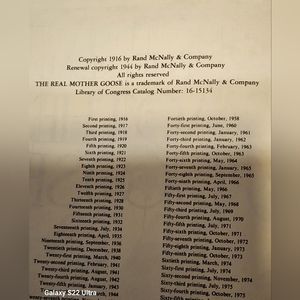 Copyright 1916 by Rand McNally & Company
Renewal copyright 1944 by Rand McNally & Company
All rights reserved
THE REAL MOTHER GOOSE is a trademark of Rand McNally & Company
Library of Congress Catalog Number: 16-15134
First printing, 1916
Second printing, 1917
Third printing, 1918
Fourth printing, 1919
Fifth printing, 1920
Sixth printing, 1921
Seventh printing, 1922
Eighth printing, 1923
Ninth printing, 1924
Tenth printing, 1925
Eleventh printing, 1926
Twelfth printing, 1927
Thirteenth printing, 1928
Fourteenth printing, 1930
Fifteenth printing,
Sixteenth printing,
Seventeenth printing, July, 1934
Eighteenth printing, April, 1935
Nineteenth printing, September, 1936
Twentieth printing, December, 1938
Twenty-first printing, March, 1940
Twenty-second printing, February, 1941
Twenty-third printing, August, 1941
Twenty-fourth printing,
Fortieth printing, October, 1958
Forty-first printing, June, 1960
Forty-second printing, January, 1961
Forty-third printing, January, 1962
Forty-fourth printing, February, 1963
Forty-fifth printing, October, 1963
Forty-sixth printing, May, 1964
Forty-seventh printing, January, 1965
Forty-eighth printing, September, 1965
Forty-ninth printing, April, 1966
Fiftieth printing, May, 1966
Fifty-first printing, May, 1967
Fifty-second printing, May, 1968
Fifty-third printing, July, 1969
Fifty-fourth printing, August, 1970
Fifty-fifth printing, July, 1971
Fifty-sixth printing, October, 1971
Fifty-seventh printing, October, 1972
Fifty-eighth printing, January, 1973
Fifty-ninth printing, October, 1973
Sixtieth printing, March, 1974
Sixty-first printing, July, 1974
Sixty-second printing, November, 1974
Sixty-third printing, July, 1975
Sixty-fourth printing,
Galaxy S22 Ultra